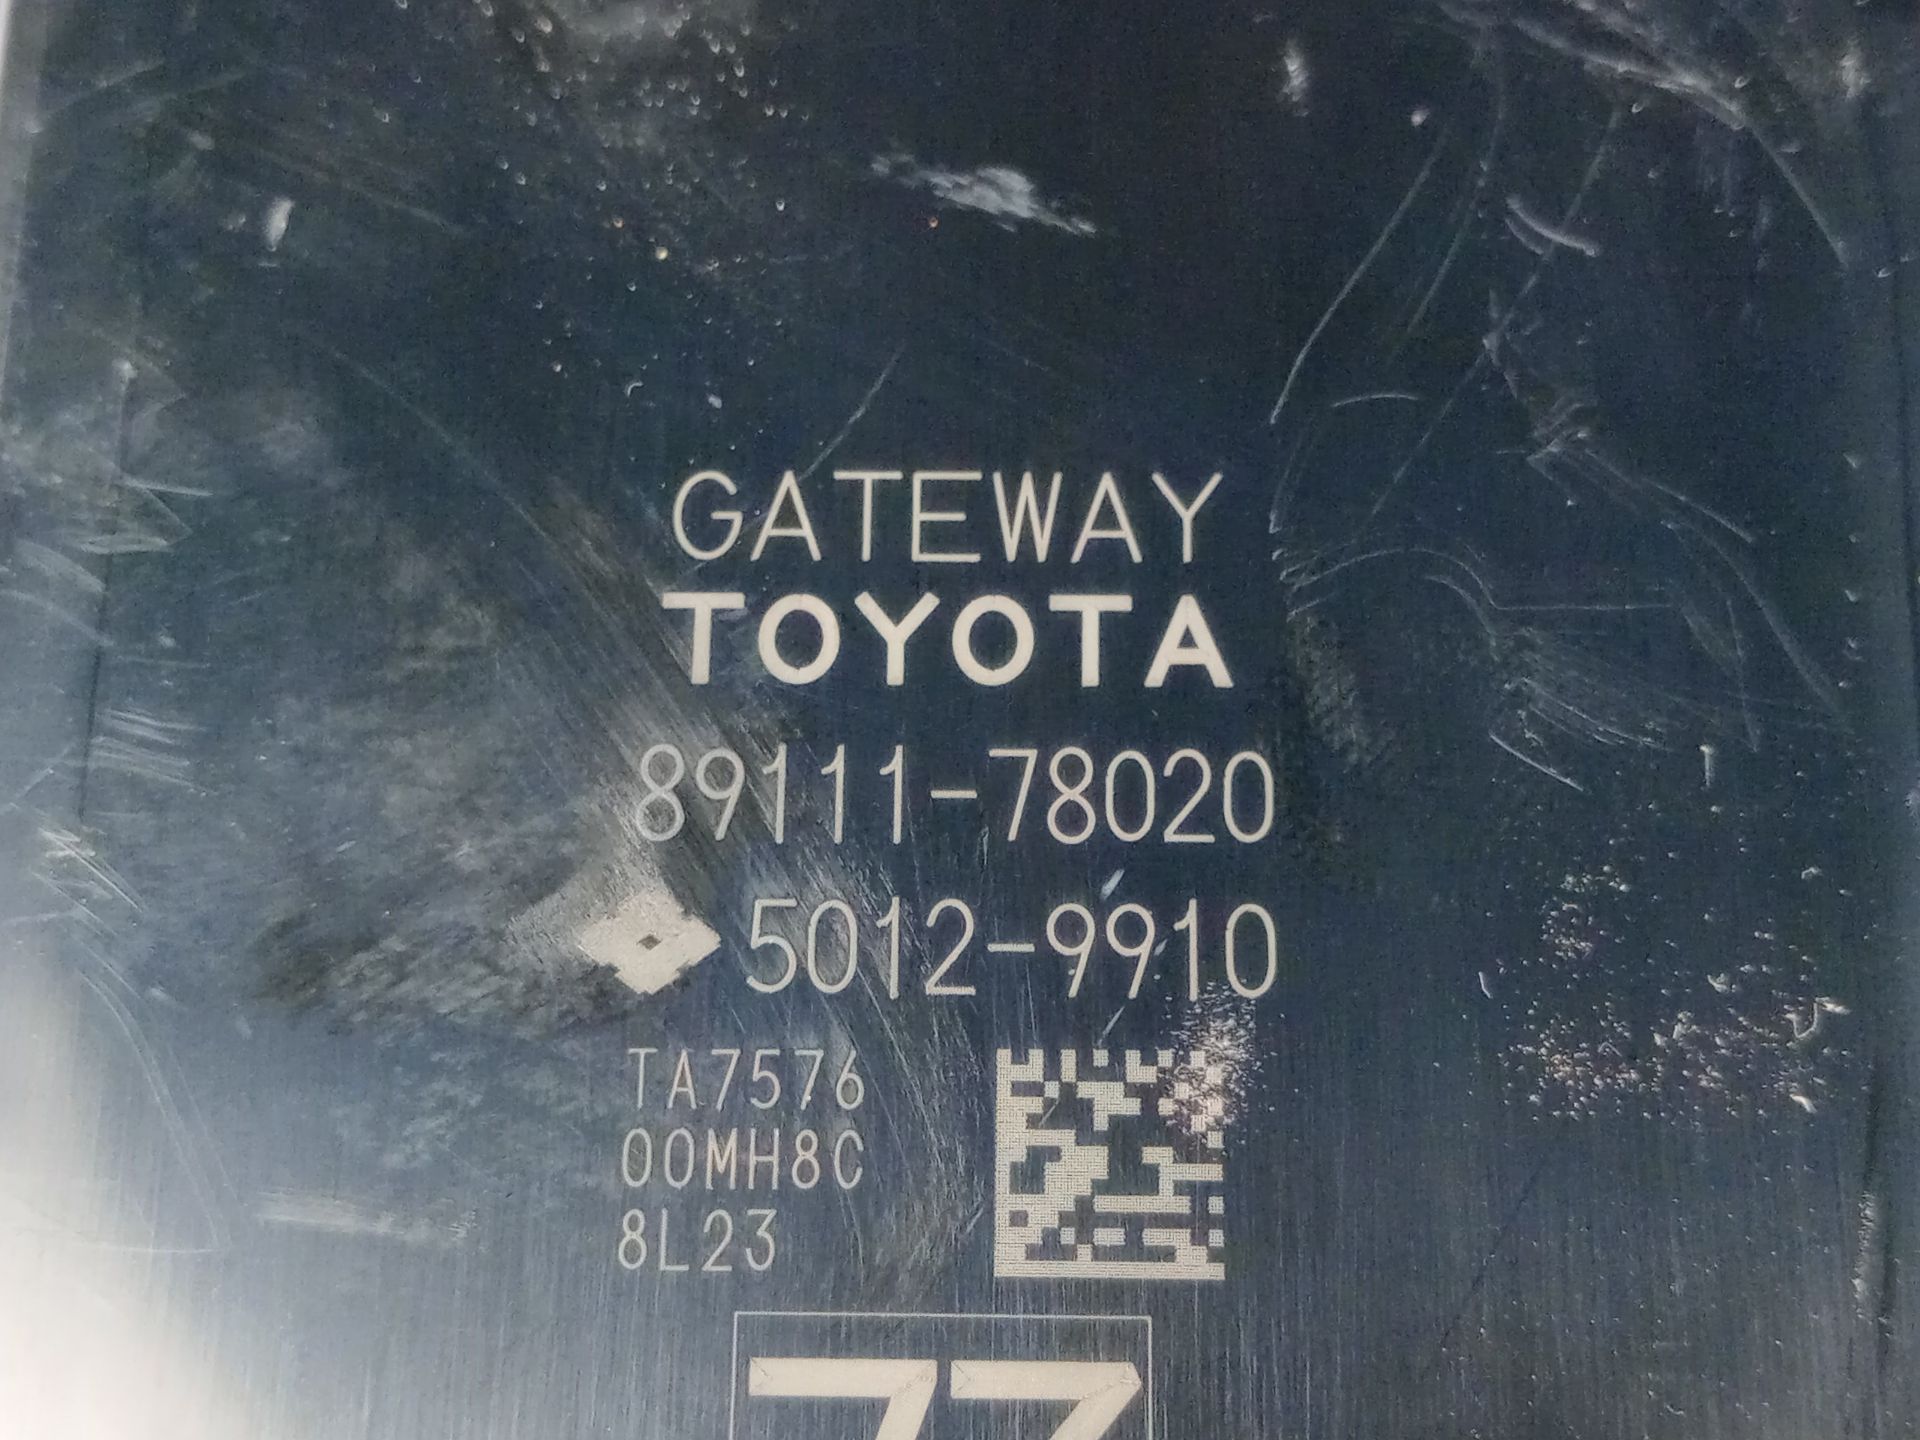 GATEWAY
TOYOTA
89111-78020
5012-9910
TA7576
00MH8C
8L23